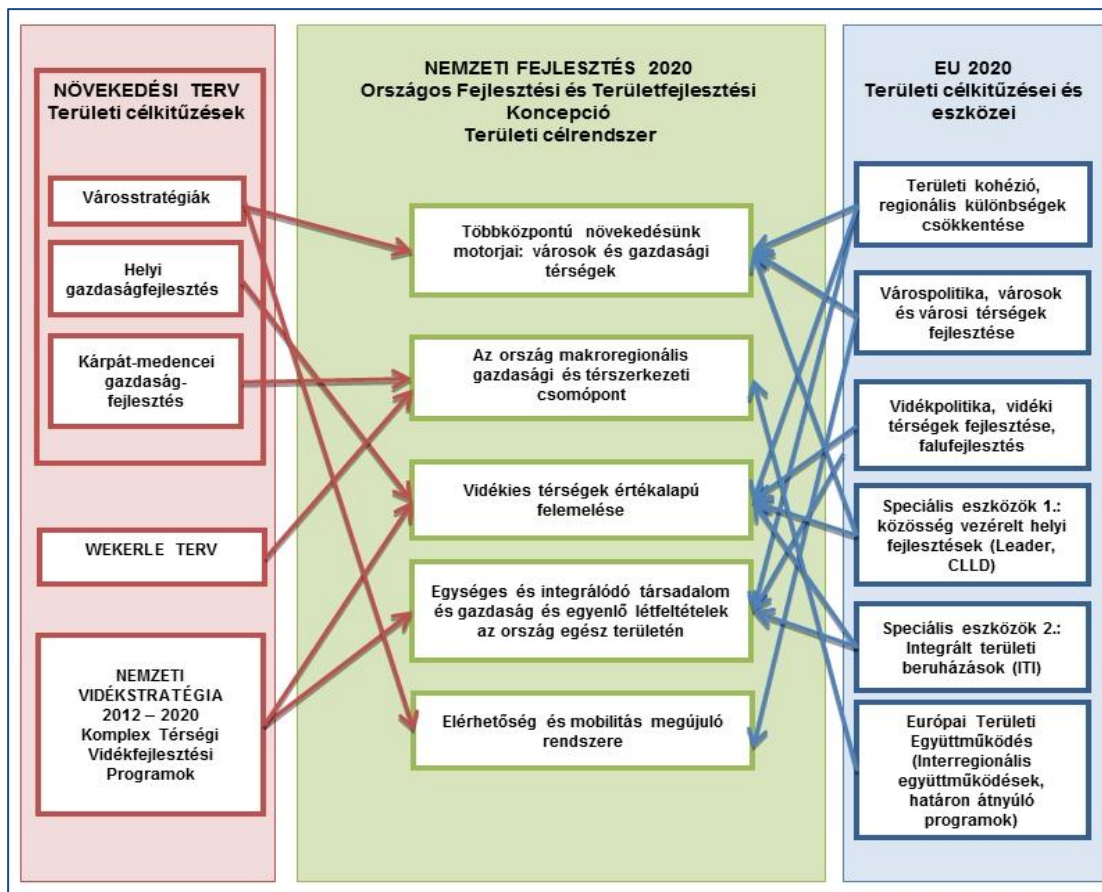 NÖVEKEDÉSI TERV
Területi célkitűzések
Városstratégiák
Helyi
gazdaságfejlesztés
Kárpát-medencei
gazdaság-
fejlesztés
WEKERLE TERV
NEMZETI
VIDÉKSTRATÉGIA
2012 – 2020
Komplex Térségi
Vidékfejlesztési
Programok
NEMZETI FEJLESZTÉS 2020
Országos Fejlesztési és Területfejlesztési
Koncepció
Területi célrendszer
Többközpontú növekedésünk
motorjai: városok és gazdasági
térségek
Az ország makroregionális
gazdasági és térszerkezeti
csomópont
Vidékies térségek értékalapú
felemelése
Egységes és integrálódó társadalom
és gazdaság és egyenlő létfeltételek
az ország egész területén
Elérhetőség és mobilitás megújuló
rendszere
EU 2020
Területi célkitűzései és
eszközei
Területi kohézió,
regionális különbségek
csökkentése
Várospolitika, városok
és városi térségek
fejlesztése
Vidékpolitika, vidéki
térségek fejlesztése,
falufejlesztés
Speciális eszközök 1.:
közösség vezérelt helyi
fejlesztések (Leader,
CLLD)
Speciális eszközök 2.:
Integrált területi
beruházások (ITI)
Európai Területi
Együttműködés
(Interregionális
együttműködések,
határon átnyúló
programok)